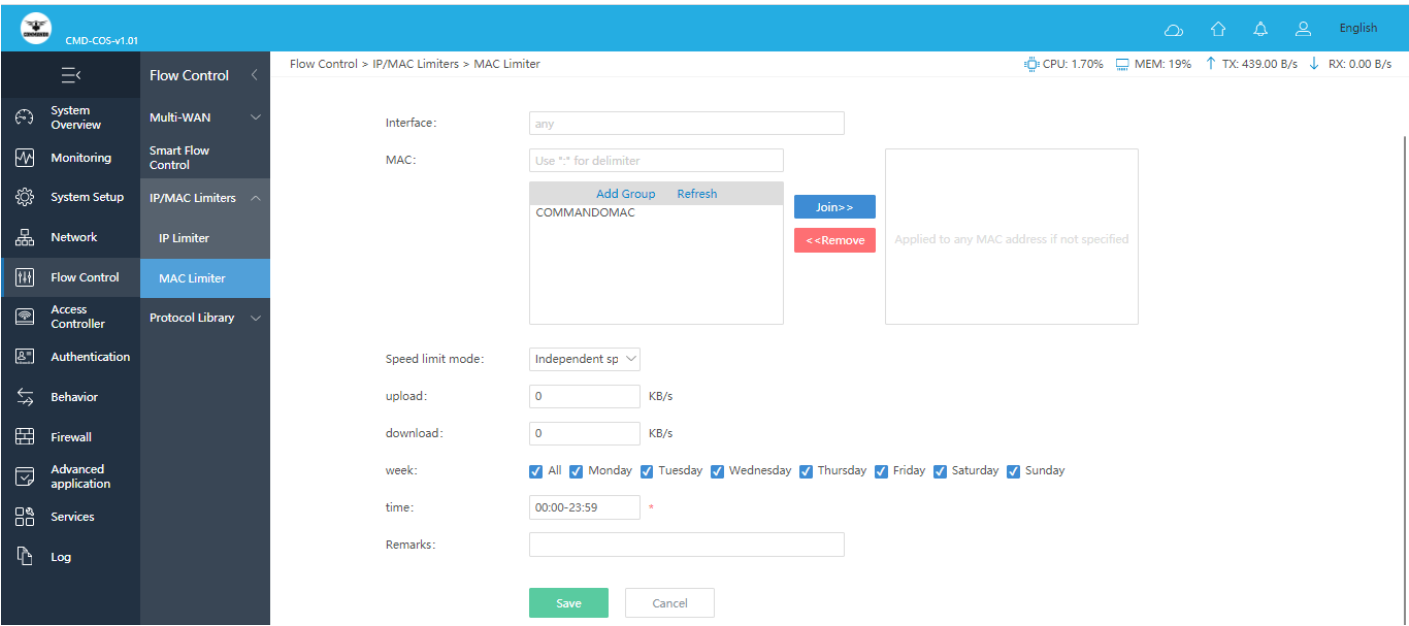 COMMANDO
CMD-COS-v1.01
English
Flow Control
Flow Control > IP/MAC Limiters > MAC Limiter
CPU: 1.70% MEM: 19% TX: 439.00 B/s RX: 0.00 B/s
System
Overview
Monitoring
System Setup
Network
Flow Control
Access
Controller
Authentication
Behavior
Firewall
Advanced
application
Services
Log
Multi-WAN
Smart Flow
Control
IP/MAC Limiters
IP Limiter
MAC Limiter
Protocol Library
Interface: any
MAC: Use ":" for delimiter
Add Group Refresh
COMMANDOMAC
Join>>
<<Remove
Applied to any MAC address if not specified
Speed limit mode: Independent sp
upload: 0 KB/s
download: 0 KB/s
week: All Monday Tuesday Wednesday Thursday Friday Saturday Sunday
time: 00:00-23:59 *
Remarks:
Save Cancel